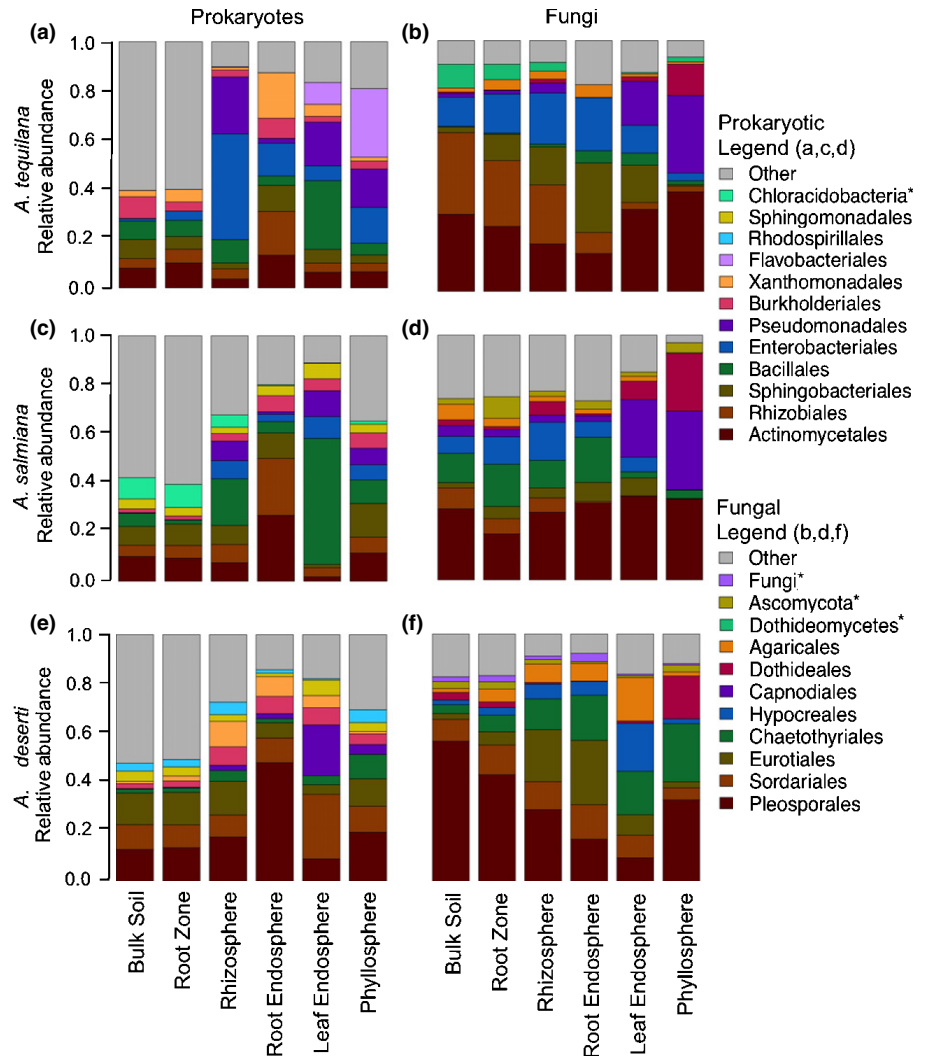 Prokaryotes
Fungi
(a)
(b)
A. tequilana
Relative abundance
1.0
0.8
0.6
0.4
0.2
0.0
(c)
(d)
A. salmiana
Relative abundance
1.0
0.8
0.6
0.4
0.2
0.0
(e)
(f)
A. deserti
Relative abundance
1.0
0.8
0.6
0.4
0.2
0.0
Bulk Soil
Root Zone
Rhizosphere
Root Endosphere
Leaf Endosphere
Phyllosphere
Bulk Soil
Root Zone
Rhizosphere
Root Endosphere
Leaf Endosphere
Phyllosphere
Prokaryotic
Legend (a,c,d)
Other
Chloracidobacteria*
Sphingomonadales
Rhodospirillales
Flavobacteriales
Xanthomonadales
Burkholderiales
Pseudomonadales
Enterobacteriales
Bacillales
Sphingobacteriales
Rhizobiales
Actinomycetales
Fungal
Legend (b,d,f)
Other
Fungi*
Ascomycota*
Dothideomycetes*
Agaricales
Dothideales
Capnodiales
Hypocreales
Chaetothyriales
Eurotiales
Sordariales
Pleosporales